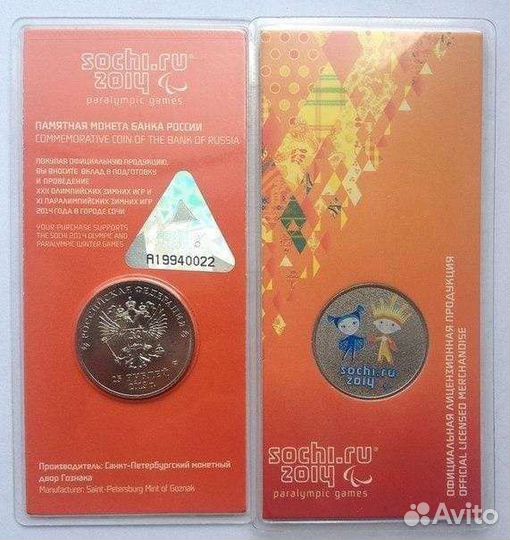 sochi.ru
2014
paralympic games
ПАМЯТНАЯ МОНЕТА БАНКА РОССИИ
COMMEMORATIVE COIN OF THE BANK OF RUSSIA
ПОКУПАЯ ОФИЦИАЛЬНУЮ ПРОДУКЦИЮ,
ВЫ ВНОСИТЕ ВКЛАД В ПОДГОТОВКУ
И ПРОВЕДЕНИЕ
XXII ОЛИМПИЙСКИХ ЗИМНИХ ИГР И
XI ПАРАЛИМПИЙСКИХ ЗИМНИХ ИГР
2014 ГОДА В ГОРОДЕ СОЧИ
YOUR PURCHASE SUPPORTS
THE SOCHI 2014 OLYMPIC AND
PARALYMPIC WINTER GAMES
A19940022
РОССИЙСКАЯ ФЕДЕРАЦИЯ
25 РУБЛЕЙ
Производитель: Санкт-Петербургский монетный
двор Гознака
Manufacturer: Saint-Petersburg Mint of Goznak
sochi.ru
2014
sochi.ru
2014
paralympic games
ОФИЦИАЛЬНАЯ ЛИЦЕНЗИОННАЯ ПРОДУКЦИЯ
OFFICIAL LICENSED MERCHANDISE
Avito